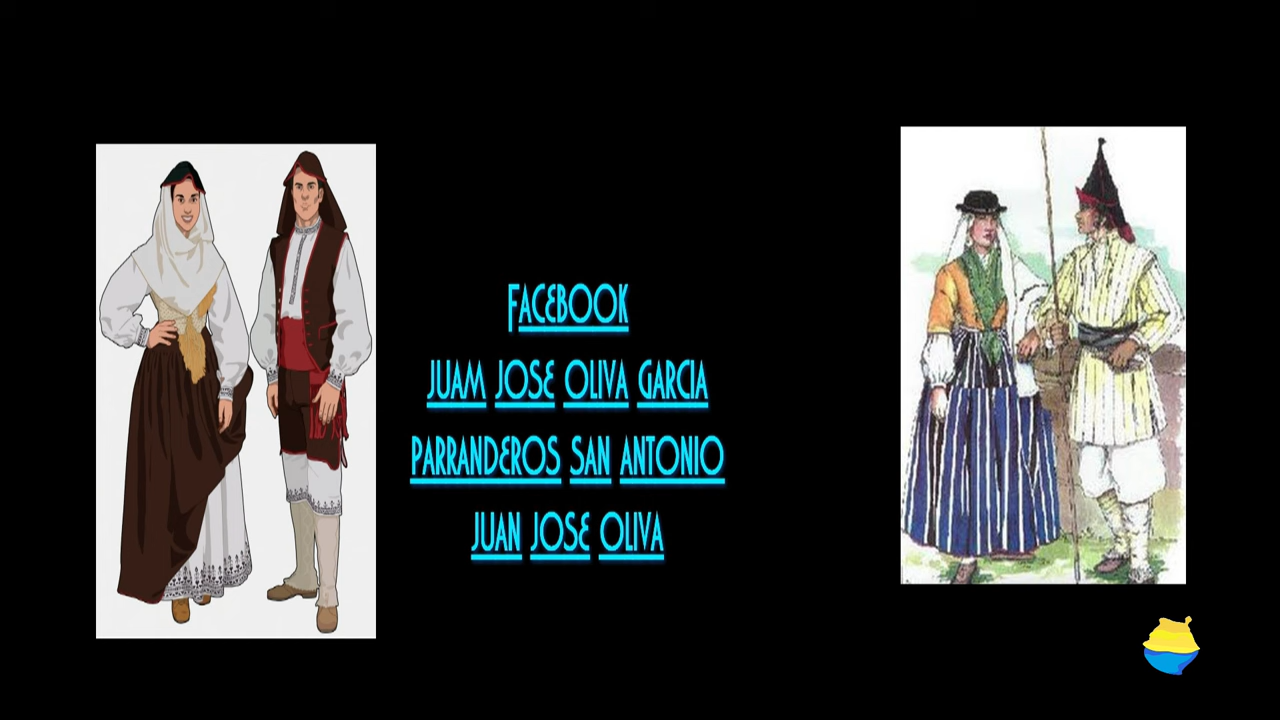 FACEBOOK
JUAM JOSE OLIVA GARCIA
PARRANDEROS SAN ANTONIO
JUAN JOSE OLIVA